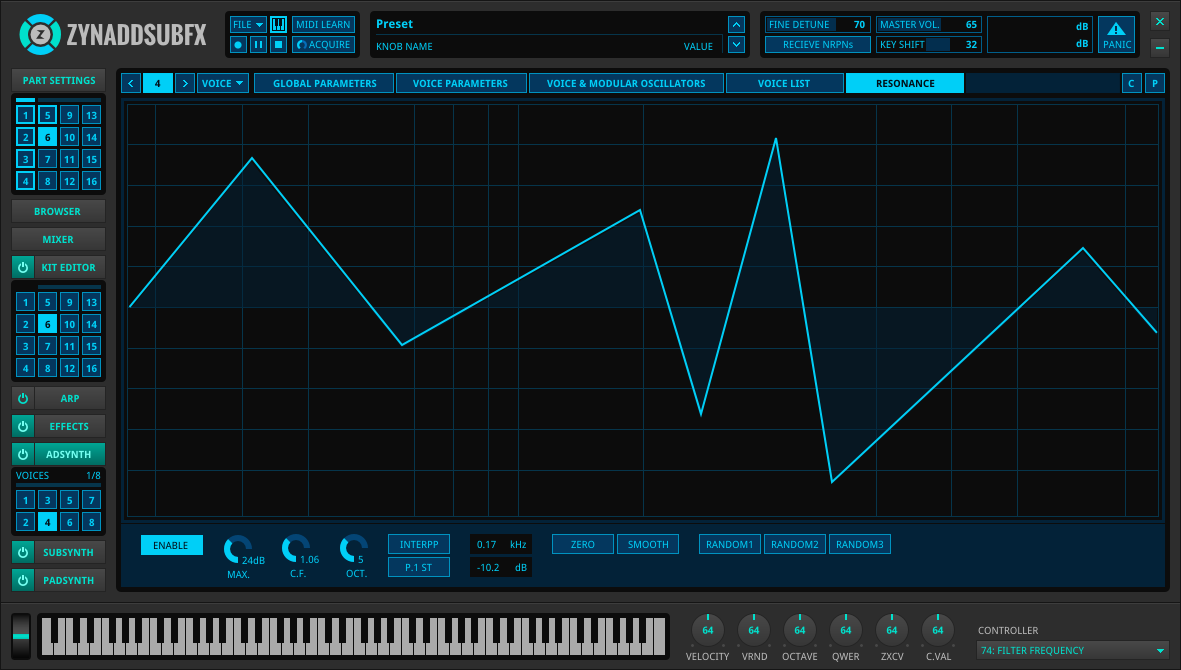 Z ZYNADDSUBFX
FILE MIDI LEARN
ACQUIRE
Preset
KNOB NAME VALUE
FINE DETUNE 70 MASTER VOL. 65 dB
RECIEVE NRPNs KEY SHIFT 32 dB
PANIC
PART SETTINGS
< 4 > VOICE GLOBAL PARAMETERS VOICE PARAMETERS VOICE & MODULAR OSCILLATORS VOICE LIST RESONANCE C P
1 5 9 13
2 6 10 14
3 7 11 15
4 8 12 16
BROWSER
MIXER
KIT EDITOR
1 5 9 13
2 6 10 14
3 7 11 15
4 8 12 16
ARP
EFFECTS
ADSYNTH
VOICES 1/8
1 3 5 7
2 4 6 8
SUBSYNTH
PADSYNTH
ENABLE
24dB
MAX.
1.06
C.F.
5
OCT.
INTERPP
P.1 ST
0.17 kHz
-10.2 dB
ZERO SMOOTH RANDOM1 RANDOM2 RANDOM3
64 64 64 64 64 64
VELOCITY VRND OCTAVE QWER ZXCV C.VAL
CONTROLLER
74: FILTER FREQUENCY